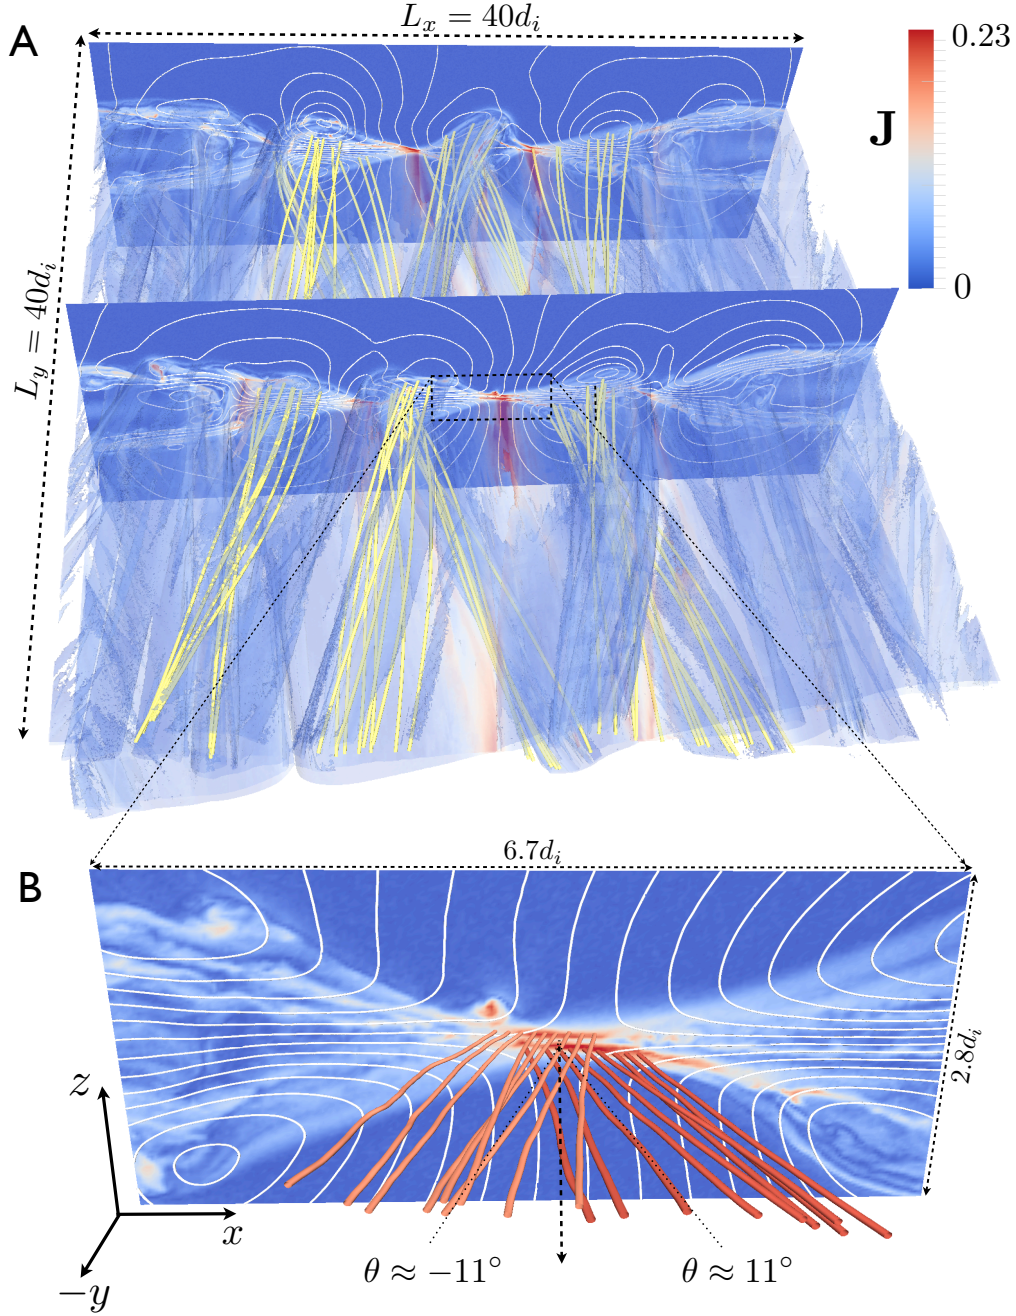 A
L_x = 40d_i
0.23
J
0
L_y = 40d_i
6.7d_i
B
2.8d_i
z
x
−y
θ ≈ −11°
θ ≈ 11°